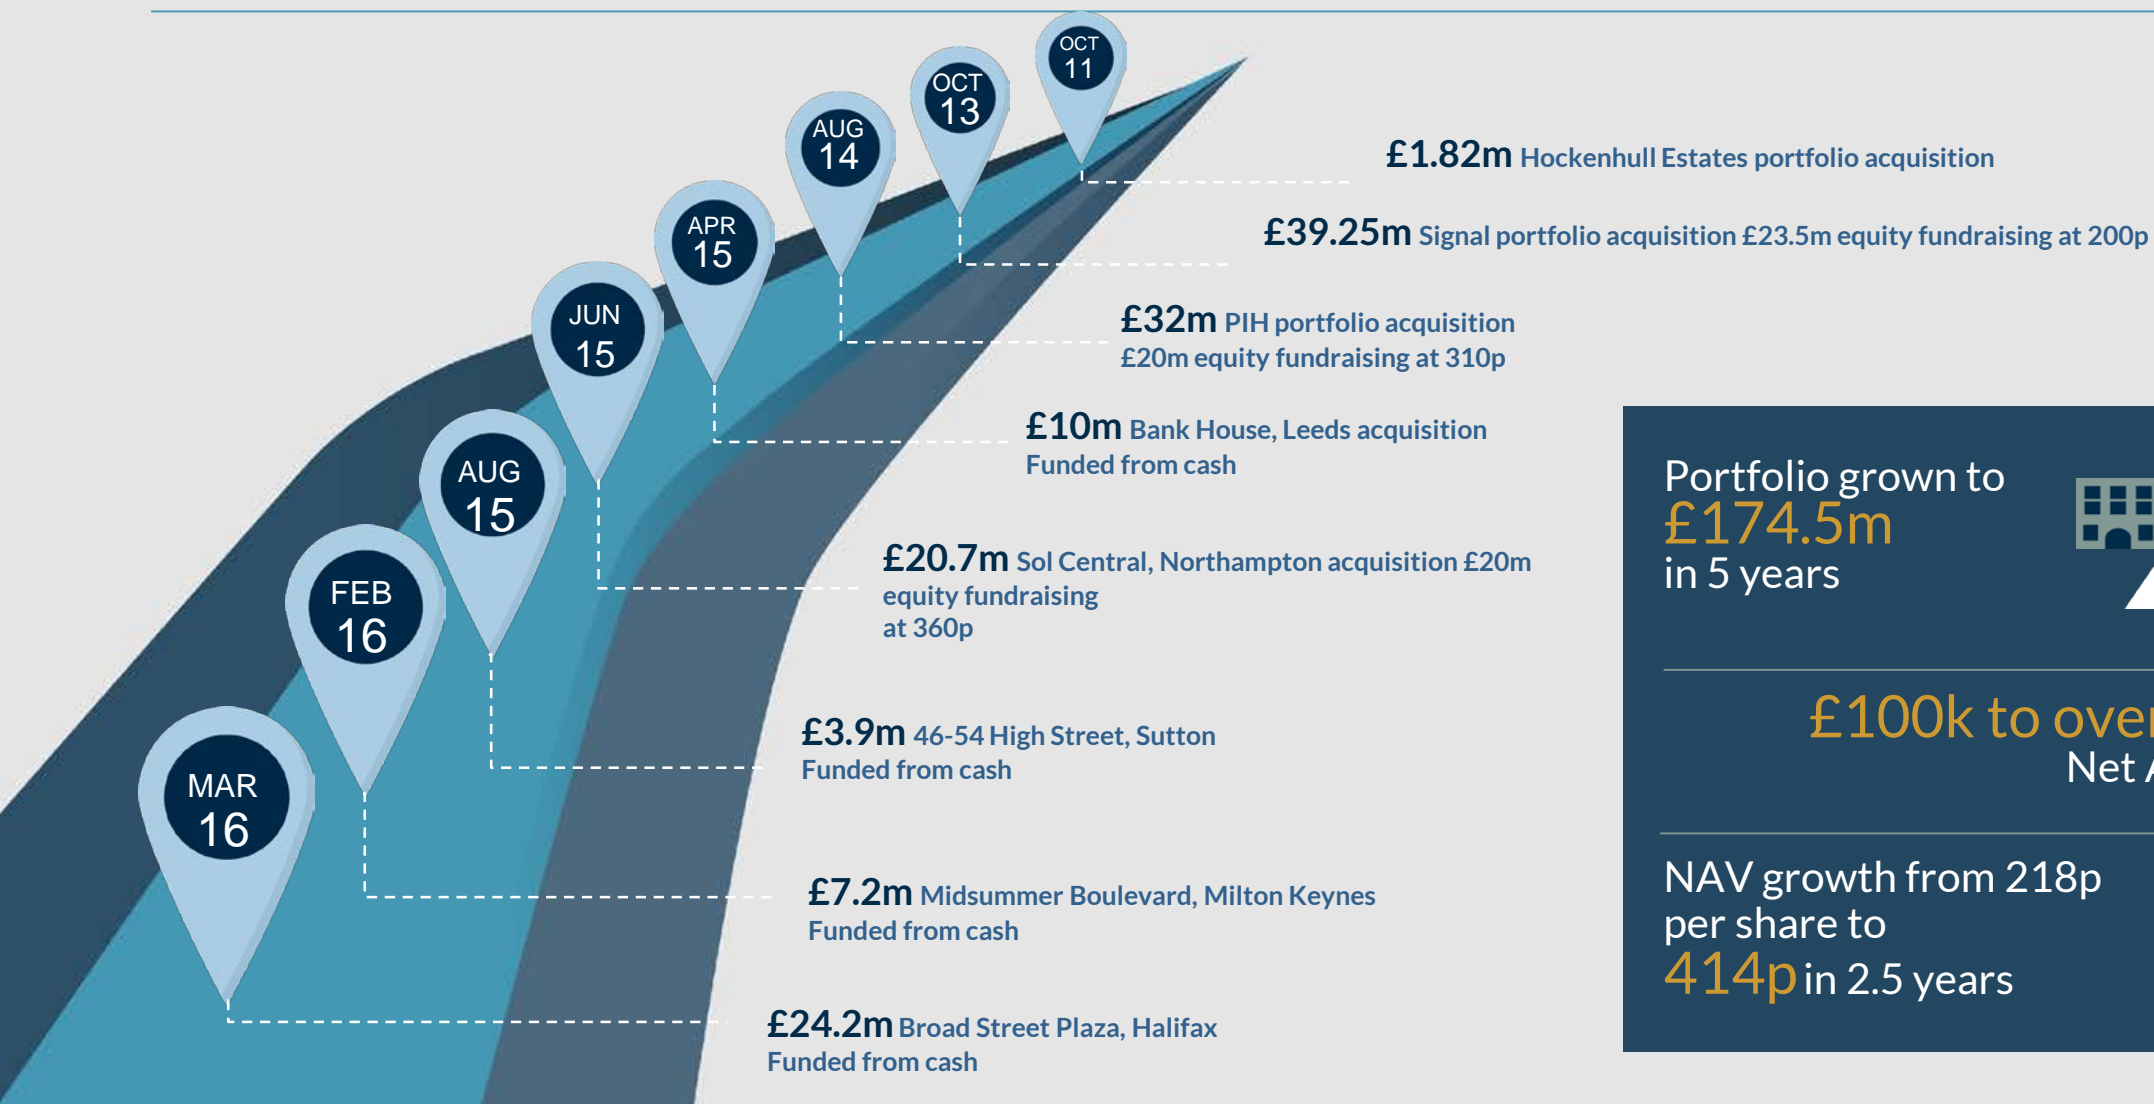 OCT
11
OCT
13
AUG
14
APR
15
JUN
15
AUG
15
FEB
16
MAR
16
£1.82m Hockenhull Estates portfolio acquisition
£39.25m Signal portfolio acquisition £23.5m equity fundraising at 200p
£32m PIH portfolio acquisition
£20m equity fundraising at 310p
£10m Bank House, Leeds acquisition
Funded from cash
£20.7m Sol Central, Northampton acquisition £20m
equity fundraising
at 360p
£3.9m 46-54 High Street, Sutton
Funded from cash
£7.2m Midsummer Boulevard, Milton Keynes
Funded from cash
£24.2m Broad Street Plaza, Halifax
Funded from cash
Portfolio grown to
£174.5m
in 5 years
£100k to over
Net
NAV growth from 218p
per share to
414p in 2.5 years